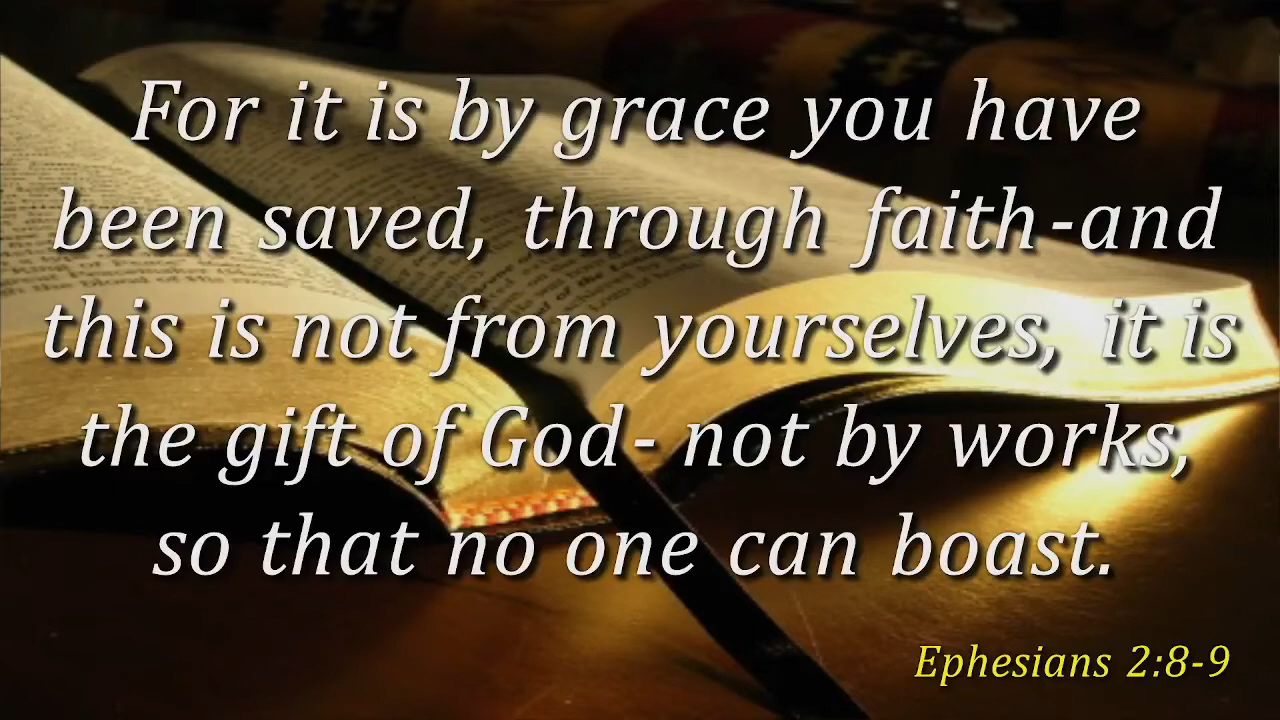 For it is by grace you have
been saved, through faith-and
this is not from yourselves, it is
the gift of God- not by works,
so that no one can boast.
Ephesians 2:8-9